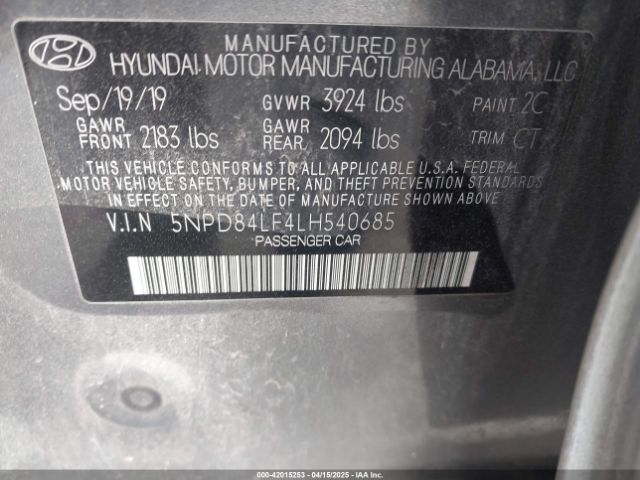 MANUFACTURED BY
HYUNDAI MOTOR MANUFACTURING ALABAMA, LLC
Sep/19/19 GVWR 3924 lbs PAINT 2C
GAWR FRONT 2183 lbs GAWR REAR. 2094 lbs TRIM CT
THIS VEHICLE CONFORMS TO ALL APPLICABLE U.S.A. FEDERAL
MOTOR VEHICLE SAFETY, BUMPER, AND THEFT PREVENTION STANDARDS
IN EFFECT ON THE DATE OF MANUFACTURE SHOWN ABOVE
V.I.N 5NPD84LF4LH540685
PASSENGER CAR
000-42015253 - 04/15/2025 - www.iaai.com